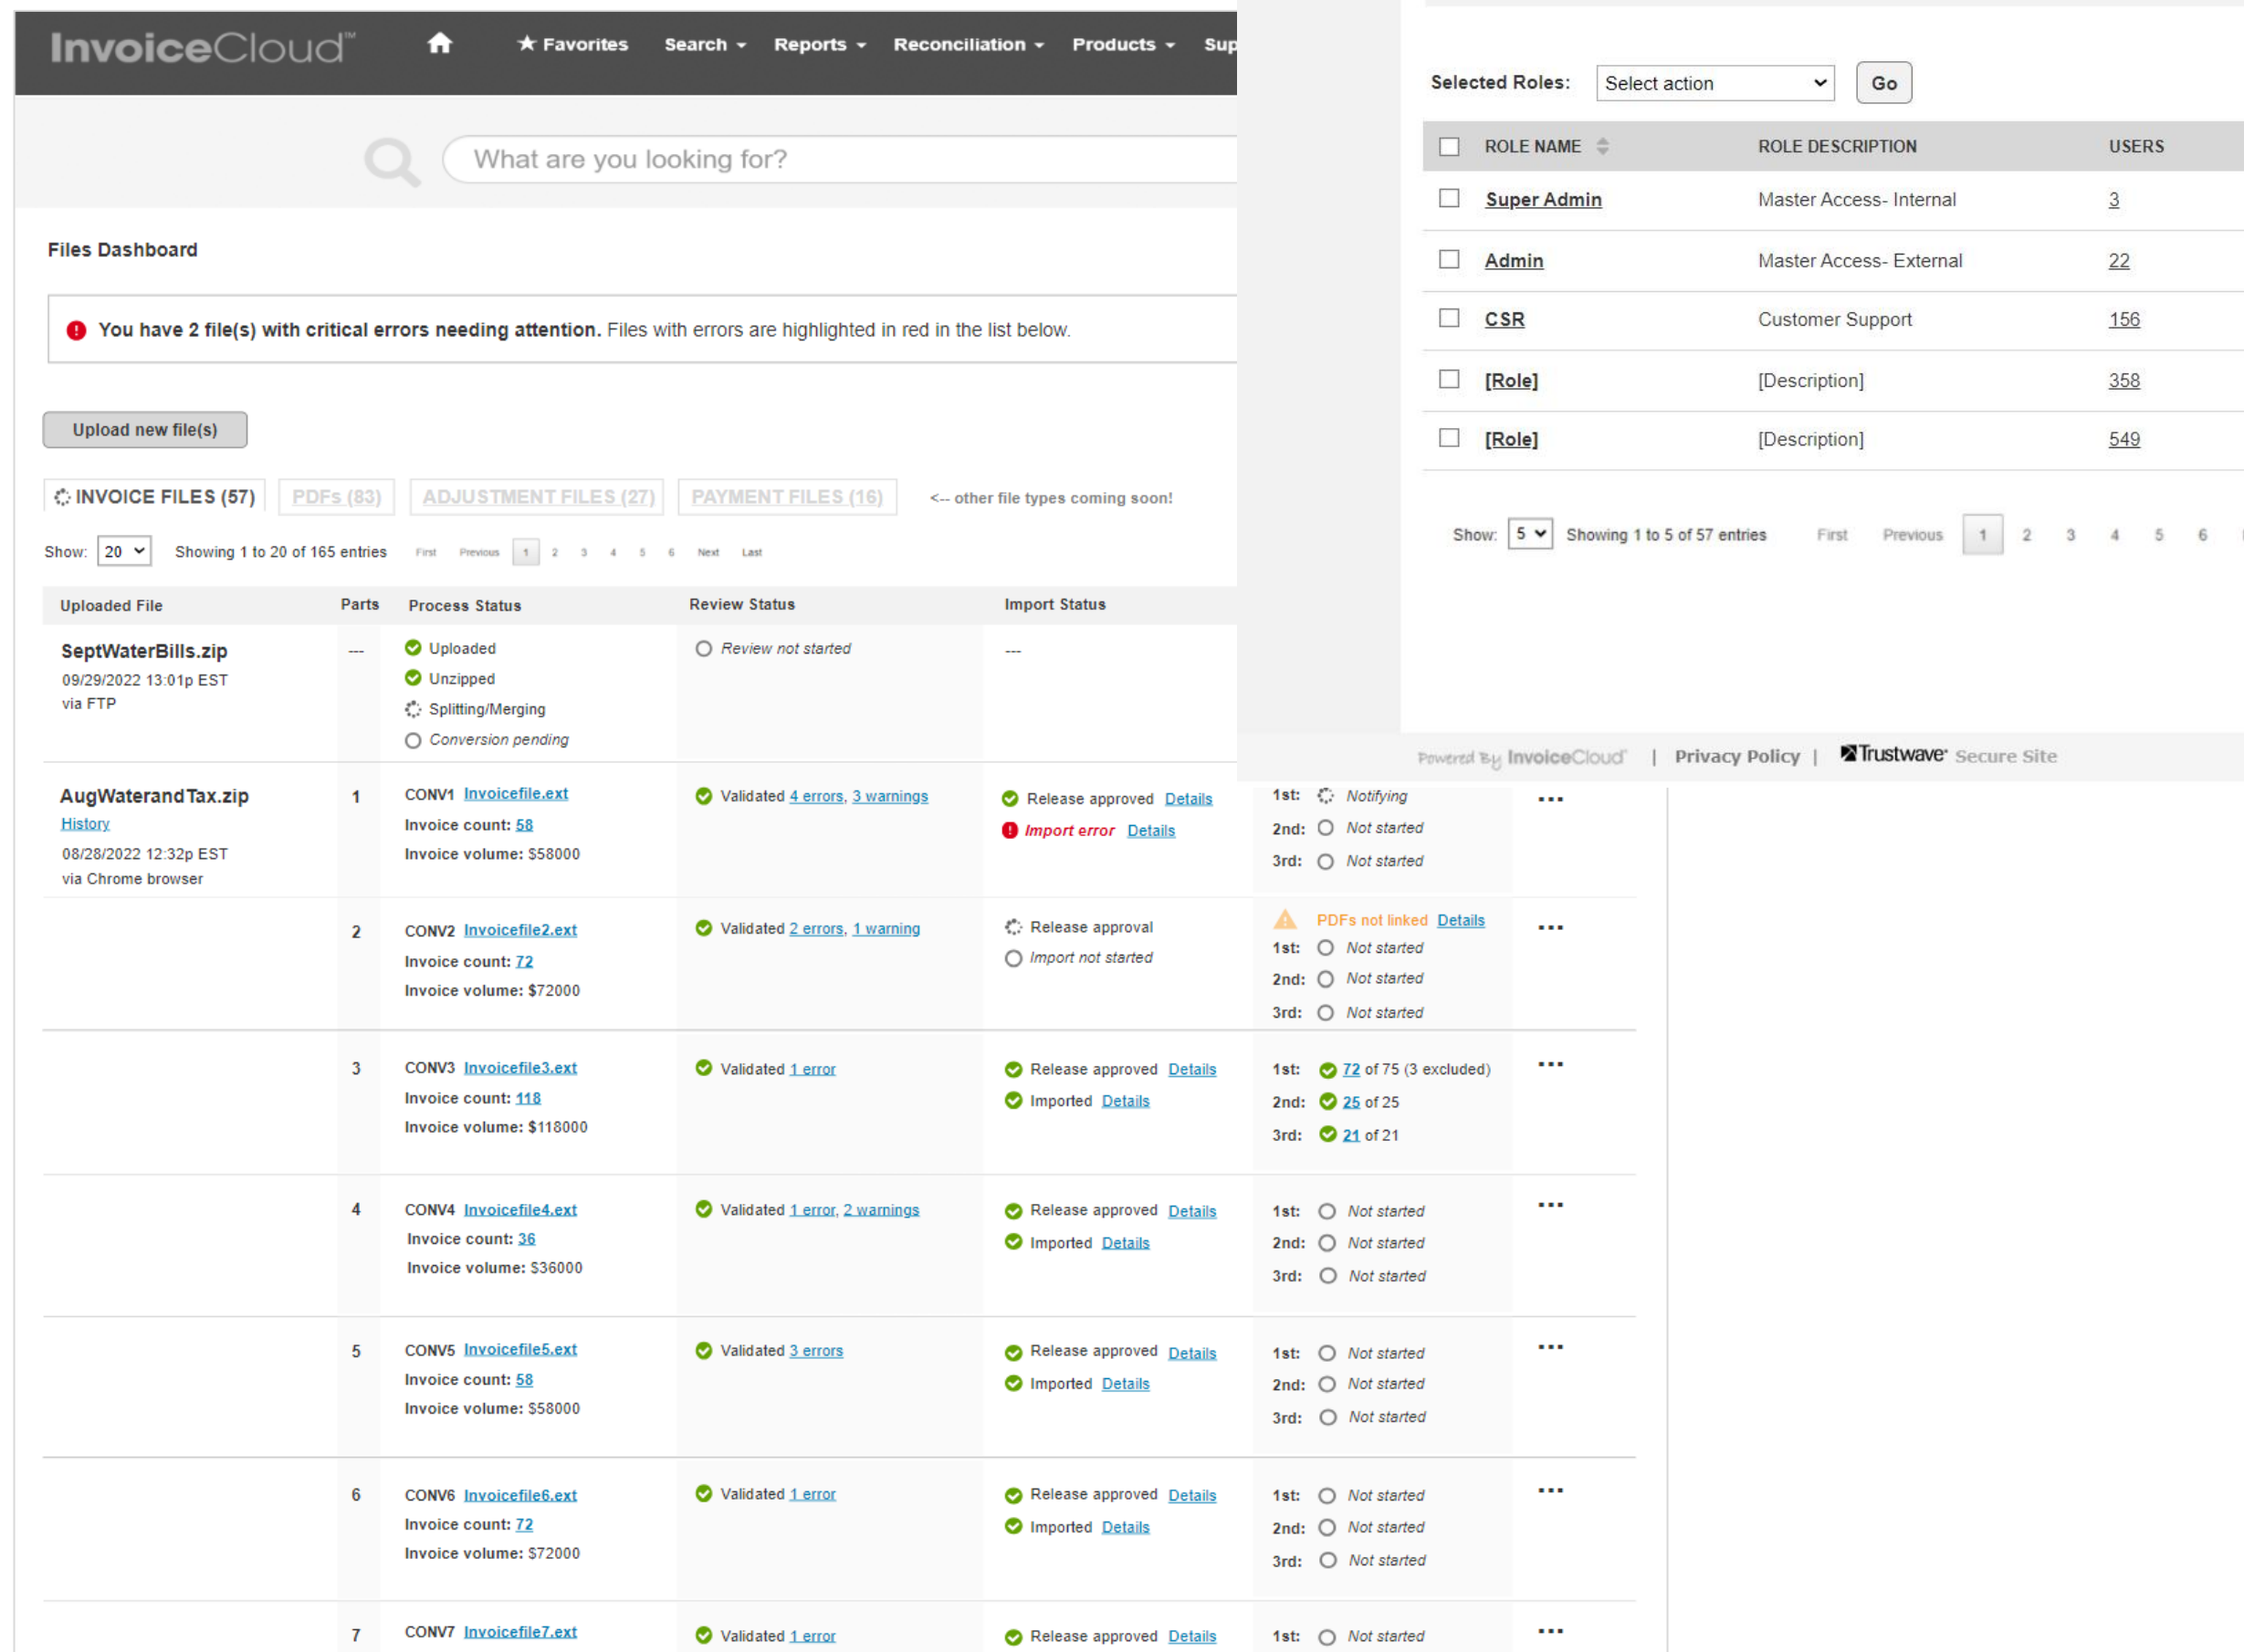 InvoiceCloud™ ★ Favorites Search Reports Reconciliation Products
What are you looking for?
Files Dashboard
You have 2 file(s) with critical errors needing attention. Files with errors are highlighted in red in the list below.
Upload new file(s)
INVOICE FILES (57) PDFs (83) ADJUSTMENT FILES (27) PAYMENT FILES (16) <-- other file types coming soon!
Show: 20 Showing 1 to 20 of 165 entries First Previous 1 2 3 4 5 6 Next Last
Uploaded File Parts Process Status Review Status Import Status
SeptWaterBills.zip --- Uploaded Review not started ---
09/29/2022 13:01p EST Unzipped
via FTP Splitting/Merging
Conversion pending
Selected Roles: Select action Go
ROLE NAME ROLE DESCRIPTION USERS
Super Admin Master Access- Internal 3
Admin Master Access- External 22
CSR Customer Support 156
[Role] [Description] 358
[Role] [Description] 549
Show: 5 Showing 1 to 5 of 57 entries First Previous 1 2 3 4 5 6
Powered By InvoiceCloud® | Privacy Policy | Trustwave® Secure Site
AugWaterandTax.zip 1 CONV1 Invoicefile.ext Validated 4 errors, 3 warnings Release approved Details 1st: Notifying ...
History Invoice count: 58 Import error Details 2nd: Not started
08/28/2022 12:32p EST Invoice volume: $58000 3rd: Not started
via Chrome browser
PDFs not linked Details
2 CONV2 Invoicefile2.ext Validated 2 errors, 1 warning Release approval 1st: Not started ...
Invoice count: 72 Import not started 2nd: Not started
Invoice volume: $72000 3rd: Not started
3 CONV3 Invoicefile3.ext Validated 1 error Release approved Details 1st: 72 of 75 (3 excluded) ...
Invoice count: 118 Imported Details 2nd: 25 of 25
Invoice volume: $118000 3rd: 21 of 21
4 CONV4 Invoicefile4.ext Validated 1 error, 2 warnings Release approved Details 1st: Not started ...
Invoice count: 36 Imported Details 2nd: Not started
Invoice volume: $36000 3rd: Not started
5 CONV5 Invoicefile5.ext Validated 3 errors Release approved Details 1st: Not started ...
Invoice count: 58 Imported Details 2nd: Not started
Invoice volume: $58000 3rd: Not started
6 CONV6 Invoicefile6.ext Validated 1 error Release approved Details 1st: Not started ...
Invoice count: 72 Imported Details 2nd: Not started
Invoice volume: $72000 3rd: Not started
7 CONV7 Invoicefile7.ext Validated 1 error Release approved Details 1st: Not started ...